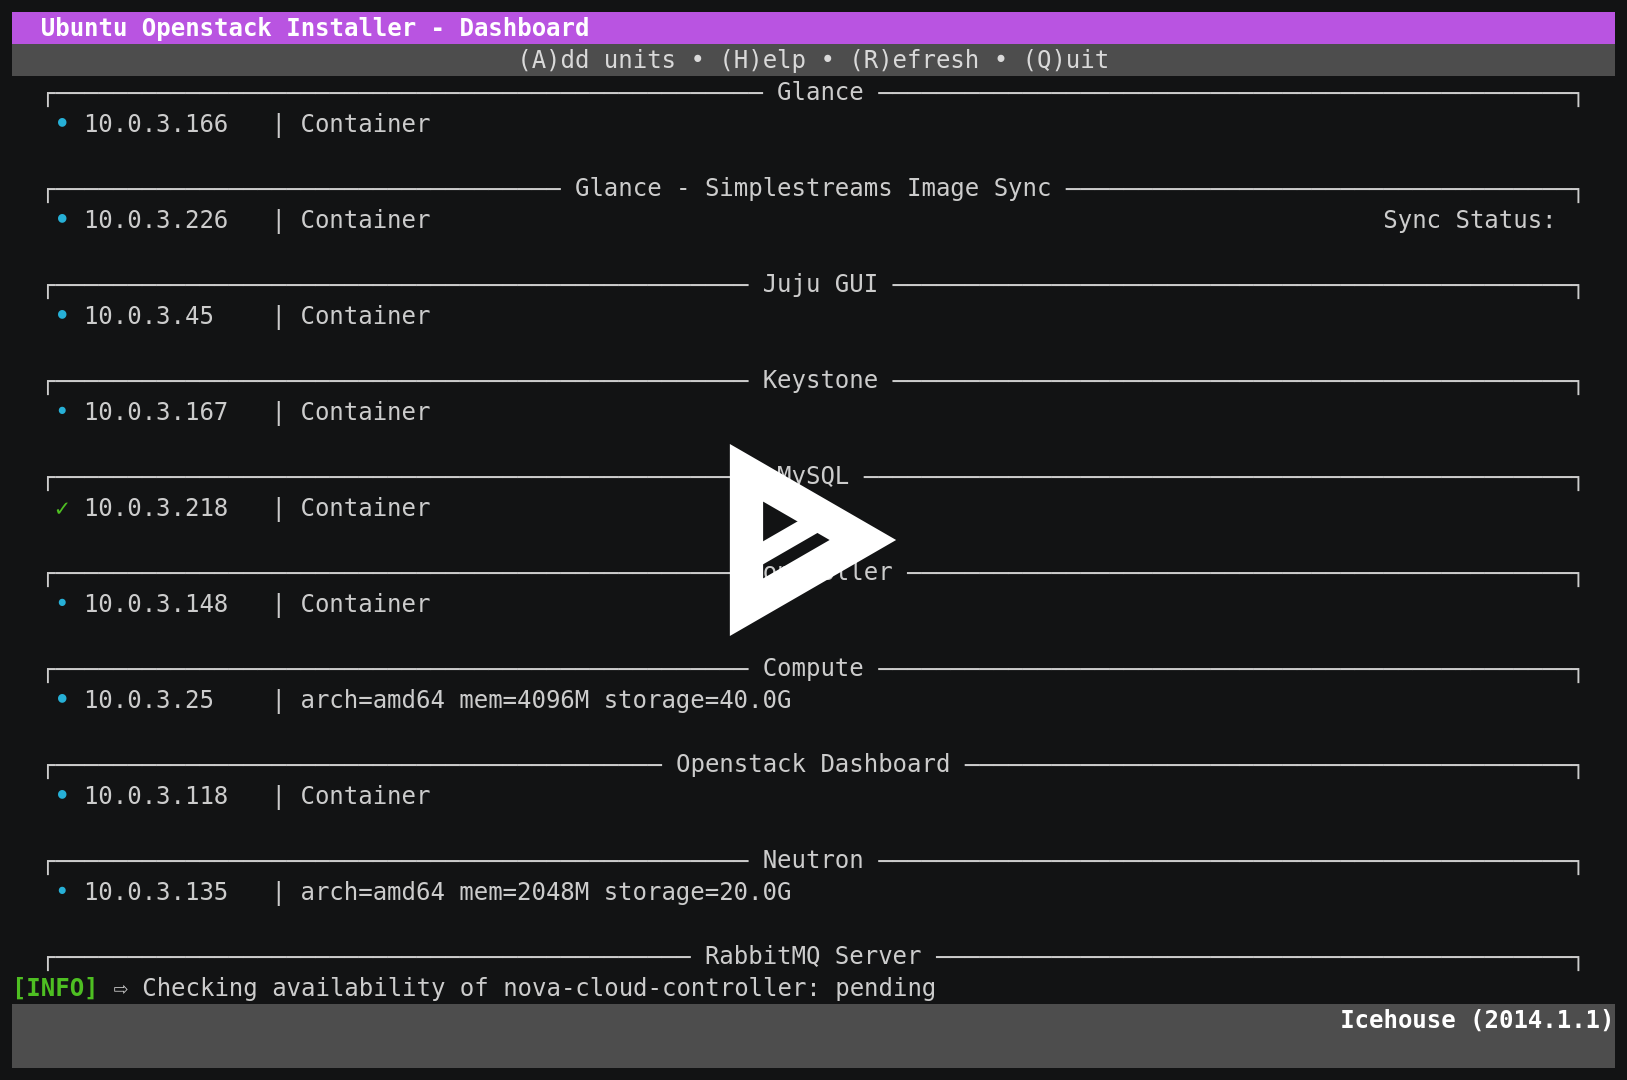 Ubuntu Openstack Installer - Dashboard
(A)dd units • (H)elp • (R)efresh • (Q)uit
Glance
• 10.0.3.166 | Container
Glance - Simplestreams Image Sync
• 10.0.3.226 | Container Sync Status:
Juju GUI
• 10.0.3.45 | Container
Keystone
• 10.0.3.167 | Container
MySQL
✓ 10.0.3.218 | Container
• 10.0.3.148 | Container
Compute
• 10.0.3.25 | arch=amd64 mem=4096M storage=40.0G
Openstack Dashboard
• 10.0.3.118 | Container
Neutron
• 10.0.3.135 | arch=amd64 mem=2048M storage=20.0G
RabbitMQ Server
[INFO] ⇨ Checking availability of nova-cloud-controller: pending
Icehouse (2014.1.1)